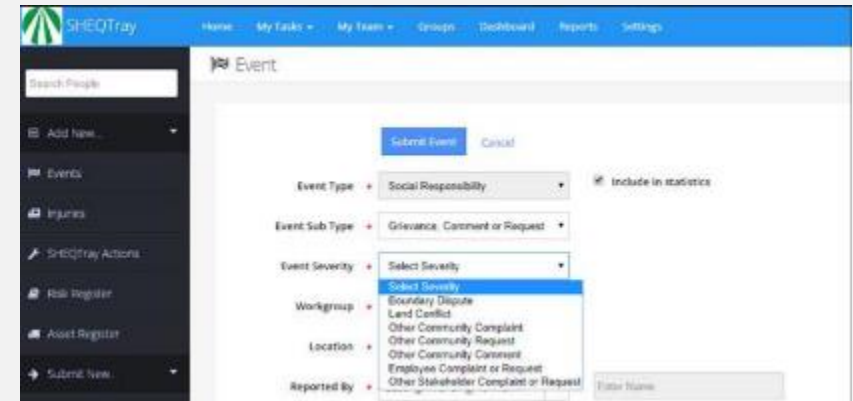 SHEQTray
Home My Tasks My Team Groups Dashboard Reports Settings
Event
Search People
Add New...
Events
Injuries
SHEQTray Actions
Risk Register
Asset Register
Submit New
Submit Event Cancel
Event Type * Social Responsibility Include in statistics
Event Sub Type * Grievance, Comment or Request
Event Severity * Select Severity
Select Severity
Boundary Dispute
Land Conflict
Other Community Complaint
Other Community Request
Other Community Comment
Employee Complaint or Request
Other Stakeholder Complaint or Request
Workgroup *
Location *
Reported By * Enter Name